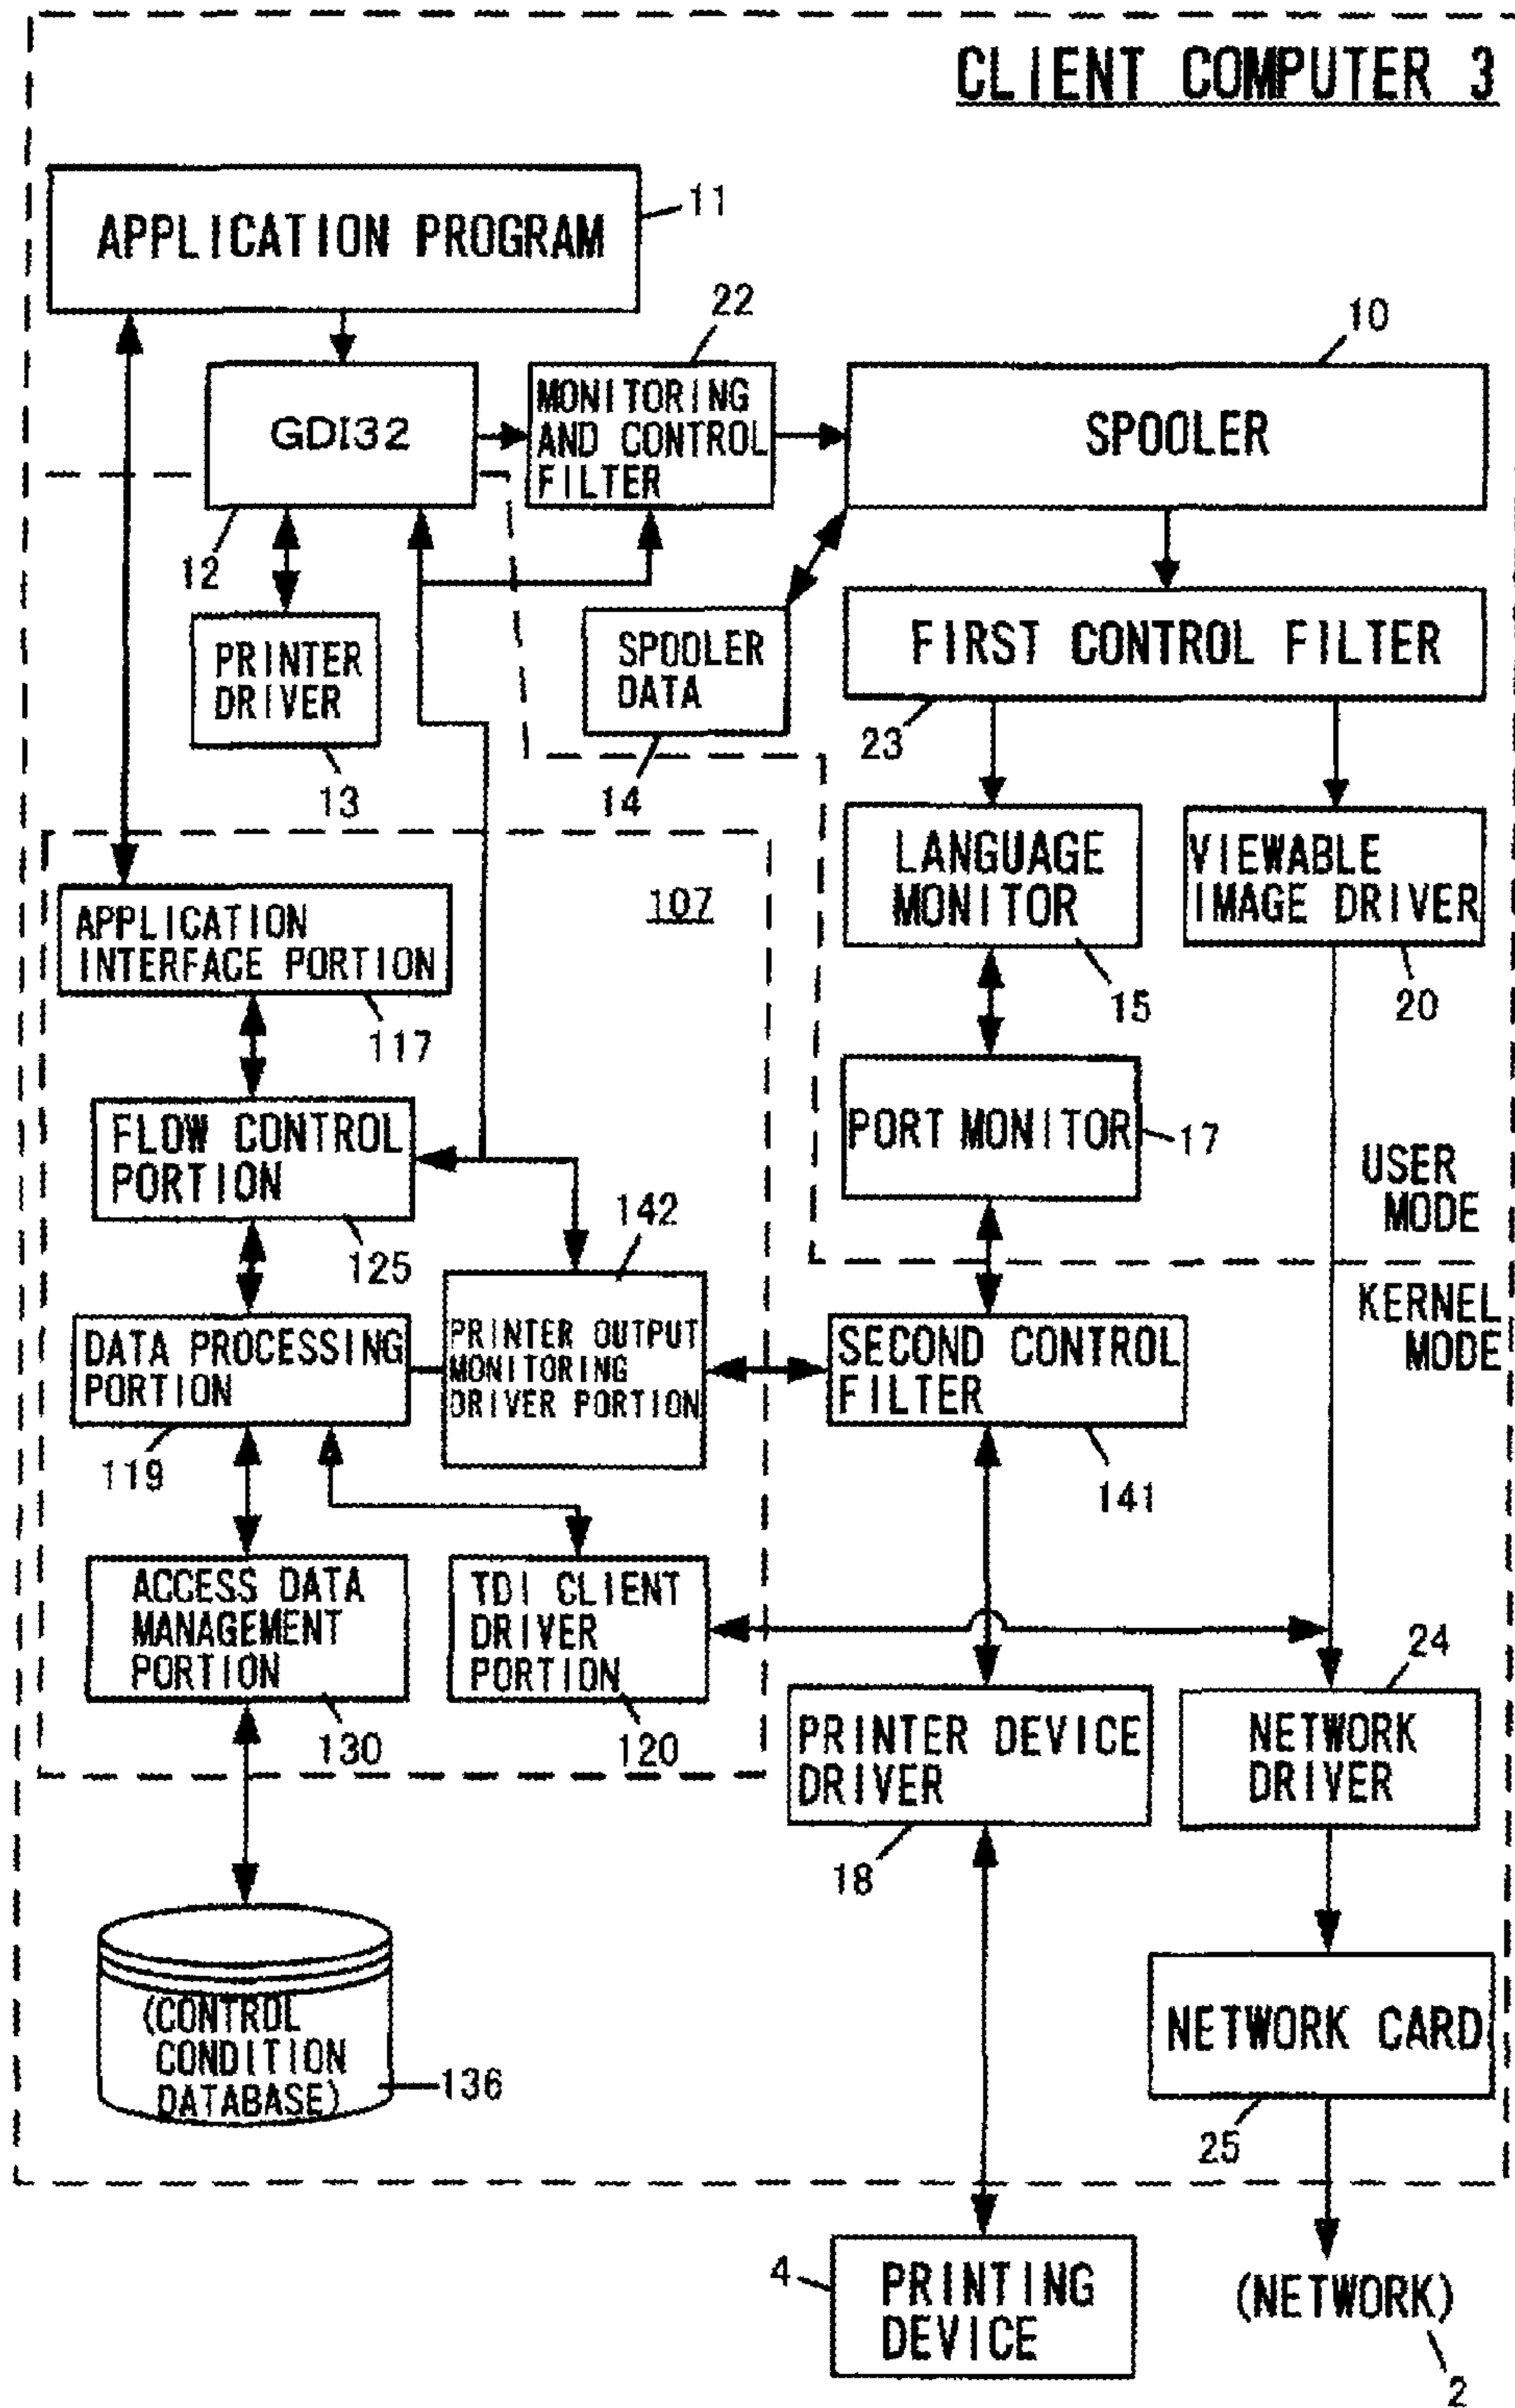 CLIENT COMPUTER 3
APPLICATION PROGRAM
11
22
10
GDI32
MONITORING
AND CONTROL
FILTER
SPOOLER
12
PRINTER
DRIVER
13
SPOOLER
DATA
14
FIRST CONTROL FILTER
23
LANGUAGE
MONITOR
15
VIEWABLE
IMAGE DRIVER
20
107
APPLICATION
INTERFACE PORTION
117
PORT MONITOR
17
FLOW CONTROL
PORTION
125
142
USER
MODE
KERNEL
MODE
DATA PROCESSING
PORTION
119
PRINTER OUTPUT
MONITORING
DRIVER PORTION
SECOND CONTROL
FILTER
141
ACCESS DATA
MANAGEMENT
PORTION
130
TDI CLIENT
DRIVER
PORTION
120
24
PRINTER DEVICE
DRIVER
18
NETWORK
DRIVER
(CONTROL
CONDITION
DATABASE)
136
NETWORK CARD
25
4
PRINTING
DEVICE
(NETWORK)
2